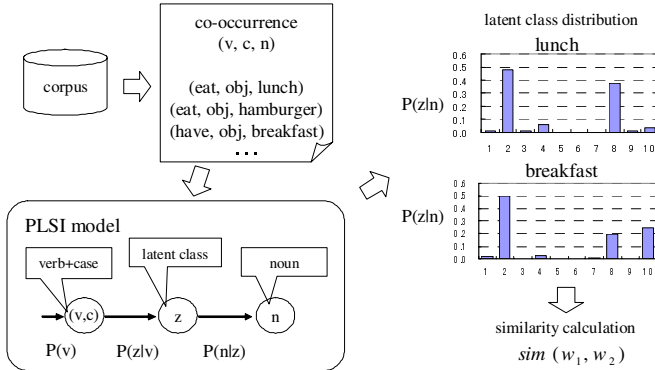 corpus
co-occurrence
(v, c, n)
(eat, obj, lunch)
(eat, obj, hamburger)
(have, obj, breakfast)
...
PLSI model
verb+case
latent class
noun
(v,c)
z
n
P(v)
P(z|v)
P(n|z)
latent class distribution
lunch
P(z|n)
0.6
0.5
0.4
0.3
0.2
0.1
0.0
1 2 3 4 5 6 7 8 9 10
breakfast
P(z|n)
0.6
0.5
0.4
0.3
0.2
0.1
0.0
1 2 3 4 5 6 7 8 9 10
similarity calculation
sim (w₁, w₂)